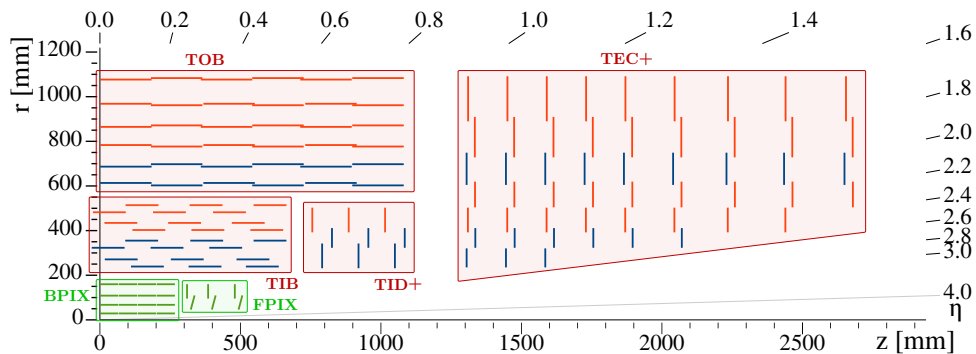 0.0 0.2 0.4 0.6 0.8 1.0 1.2 1.4 1.6
1200 TOB TEC+
r [mm]
1000 1.8
800 2.0
2.2
600
2.4
400 2.6
2.8
3.0
200 TIB TID+
BPIX FPIX 4.0
0 η
0 500 1000 1500 2000 2500 z [mm]